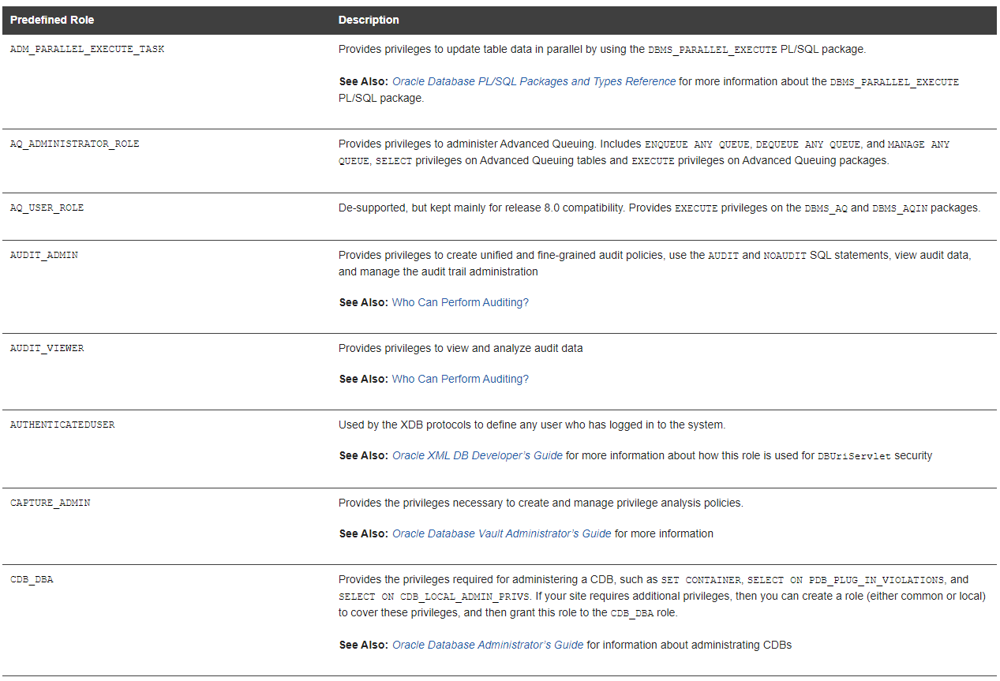 Predefined Role Description
ADM_PARALLEL_EXECUTE_TASK Provides privileges to update table data in parallel by using the DBMS_PARALLEL_EXECUTE PL/SQL package.
See Also: Oracle Database PL/SQL Packages and Types Reference for more information about the DBMS_PARALLEL_EXECUTE
PL/SQL package.
AQ_ADMINISTRATOR_ROLE Provides privileges to administer Advanced Queuing. Includes ENQUEUE ANY QUEUE, DEQUEUE ANY QUEUE, and MANAGE ANY
QUEUE, SELECT privileges on Advanced Queuing tables and EXECUTE privileges on Advanced Queuing packages.
AQ_USER_ROLE De-supported, but kept mainly for release 8.0 compatibility. Provides EXECUTE privileges on the DBMS_AQ and DBMS_AQIN packages.
AUDIT_ADMIN Provides privileges to create unified and fine-grained audit policies, use the AUDIT and NOAUDIT SQL statements, view audit data,
and manage the audit trail administration
See Also: Who Can Perform Auditing?
AUDIT_VIEWER Provides privileges to view and analyze audit data
See Also: Who Can Perform Auditing?
AUTHENTICATEDUSER Used by the XDB protocols to define any user who has logged in to the system.
See Also: Oracle XML DB Developer's Guide for more information about how this role is used for DBUriServlet security
CAPTURE_ADMIN Provides the privileges necessary to create and manage privilege analysis policies.
See Also: Oracle Database Vault Administrator's Guide for more information
CDB_DBA Provides the privileges required for administering a CDB, such as SET CONTAINER, SELECT ON PDB_PLUG_IN_VIOLATIONS, and
SELECT ON CDB_LOCAL_ADMIN_PRIVS. If your site requires additional privileges, then you can create a role (either common or local)
to cover these privileges, and then grant this role to the CDB_DBA role.
See Also: Oracle Database Administrator's Guide for information about administrating CDBs